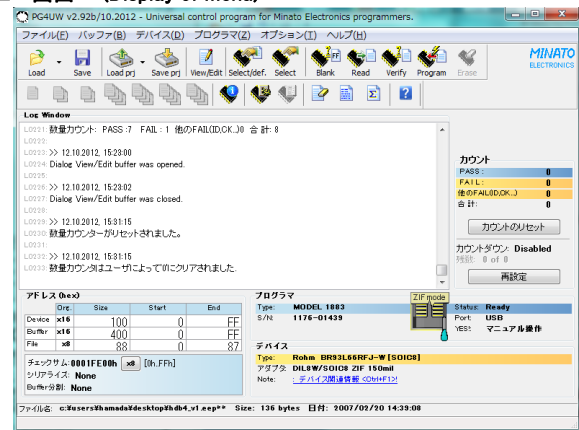 画面 (Display of Menu)
PG4UW v2.92b/10.2012 - Universal control program for Minato Electronics programmers.
ファイル(F) バッファ(B) デバイス(D) プログラマ(Z) オプション(I) ヘルプ(H)
Load Save Load prj Save prj View/Edit Select/def. Select Blank Read Verify Program Erase
MINATO
ELECTRONICS
Log Window
L0221: 数量カウント: PASS :7 FAIL : 1 他のFAIL(ID,CK..)0 合 計: 8
L0222:
L0223: >> 12.10.2012, 15:23:00
L0224: Dialog View/Edit buffer was opened.
L0225:
L0226: >> 12.10.2012, 15:23:02
L0227: Dialog View/Edit buffer was closed.
L0228:
L0229: >> 12.10.2012, 15:31:15
L0230: 数量カウンターがリセットされました。
L0231:
L0232: >> 12.10.2012, 15:31:15
L0233: 数量カウンタはユーザによって'0'にクリアされました.
カウント
PASS : 0
FAIL: 0
他のFAIL(ID,CK..) 0
合 計: 0
カウントのリセット
カウントダウン: Disabled
残数: 0 of 0
再設定
アドレス (hex)
Org. Size Start End
Device x16 100 0 FF
Buffer x16 400 0 FF
File x8 88 0 87
チェックサム: 0001FE00h x8 [0h..FFh]
シリアライズ: None
Buffer分割: None
プログラマ
Type: MODEL 1883
S/N: 1176-01439
ZIF mode
Status: Ready
Port: USB
YES!: マニュアル操作
デバイス
Type: Rohm BR93L66RFJ-W [SOIC8]
アダプタ: DIL8W/SOIC8 ZIF 150mil
Note: : デバイス関連情報 <Ctrl+F1>!
ファイル名: c:¥users¥hamada¥desktop¥hdb4_v1.eep** Size: 136 bytes 日付: 2007/02/20 14:39:08